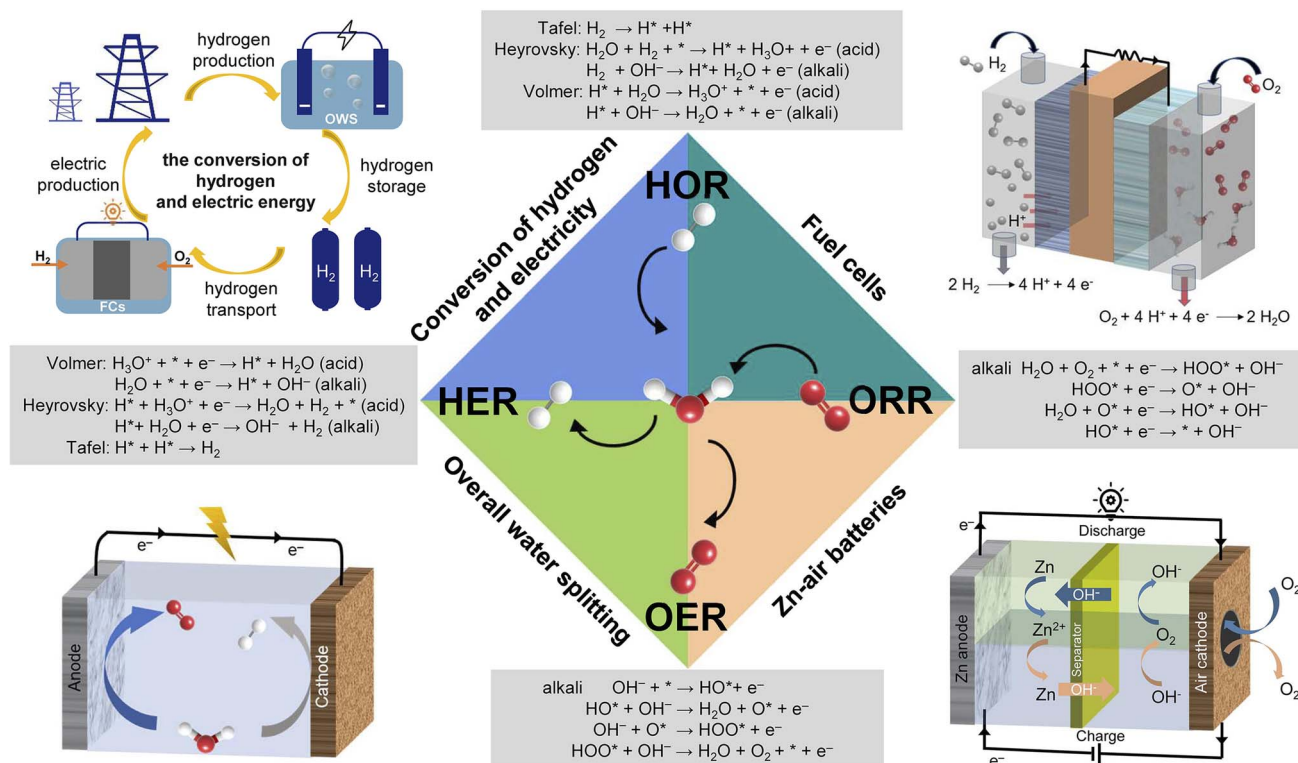 hydrogen
production
OWS
electric
production
the conversion of
hydrogen
and electric energy
hydrogen
storage
H₂
O₂
FCs
hydrogen
transport
H₂
H₂
Tafel: H₂ → H* +H*
Heyrovsky: H₂O + H₂ + * → H* + H₃O+ + e⁻ (acid)
H₂ + OH⁻ → H*+ H₂O + e⁻ (alkali)
Volmer: H* + H₂O → H₃O⁺ + * + e⁻ (acid)
H* + OH⁻ → H₂O + * + e⁻ (alkali)
H₂
O₂
H⁺
2 H₂ → 4 H⁺ + 4 e⁻
O₂ + 4 H⁺ + 4 e⁻ → 2 H₂O
Conversion of hydrogen
and electricity
HOR
Fuel cells
HER
ORR
Overall water splitting
OER
Zn-air batteries
Volmer: H₃O⁺ + * + e⁻ → H* + H₂O (acid)
H₂O + * + e⁻ → H* + OH⁻ (alkali)
Heyrovsky: H* + H₃O⁺ + e⁻ → H₂O + H₂ + * (acid)
H*+ H₂O + e⁻ → OH⁻ + H₂ (alkali)
Tafel: H* + H* → H₂
alkali H₂O + O₂ + * + e⁻ → HOO* + OH⁻
HOO* + e⁻ → O* + OH⁻
H₂O + O* + e⁻ → HO* + OH⁻
HO* + e⁻ → * + OH⁻
e⁻
e⁻
Anode
Cathode
alkali OH⁻ + * → HO*+ e⁻
HO* + OH⁻ → H₂O + O* + e⁻
OH⁻ + O* → HOO* + e⁻
HOO* + OH⁻ → H₂O + O₂ + * + e⁻
e⁻
Discharge
Zn anode
Zn
OH⁻
OH⁻
Zn²⁺
Separator
O₂
Zn
OH⁻
OH⁻
Air cathode
O₂
O₂
Charge
e⁻